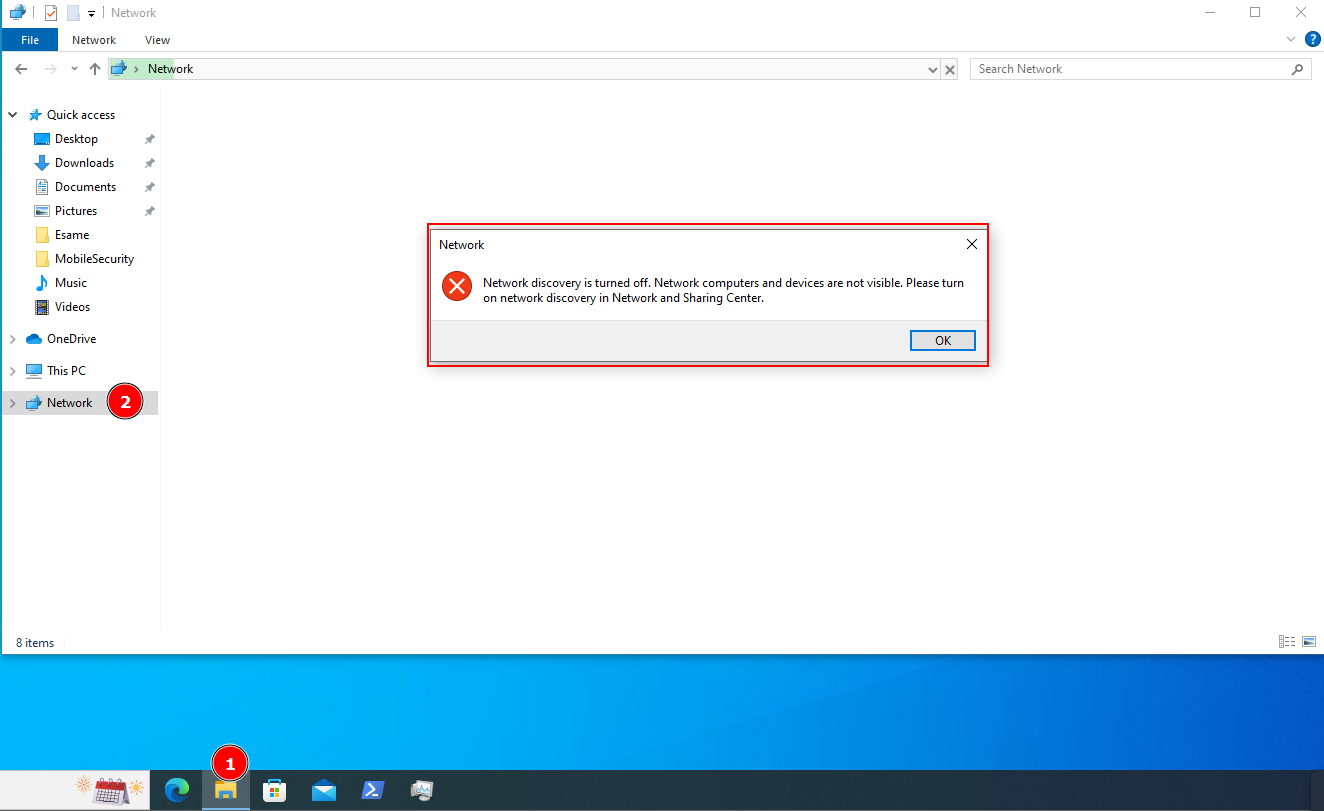 Network
File
Network
View
?
Network
Search Network
Quick access
Desktop
Downloads
Documents
Pictures
Esame
MobileSecurity
Music
Videos
OneDrive
This PC
Network
2
Network
Network discovery is turned off. Network computers and devices are not visible. Please turn
on network discovery in Network and Sharing Center.
OK
8 items
1